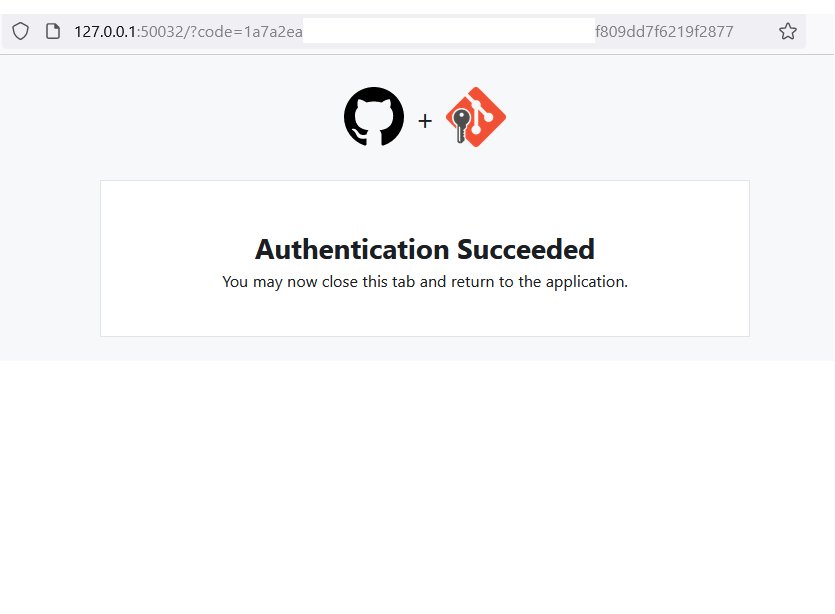 127.0.0.1:50032/?code=1a7a2ea f809dd7f6219f2877
+
Authentication Succeeded
You may now close this tab and return to the application.